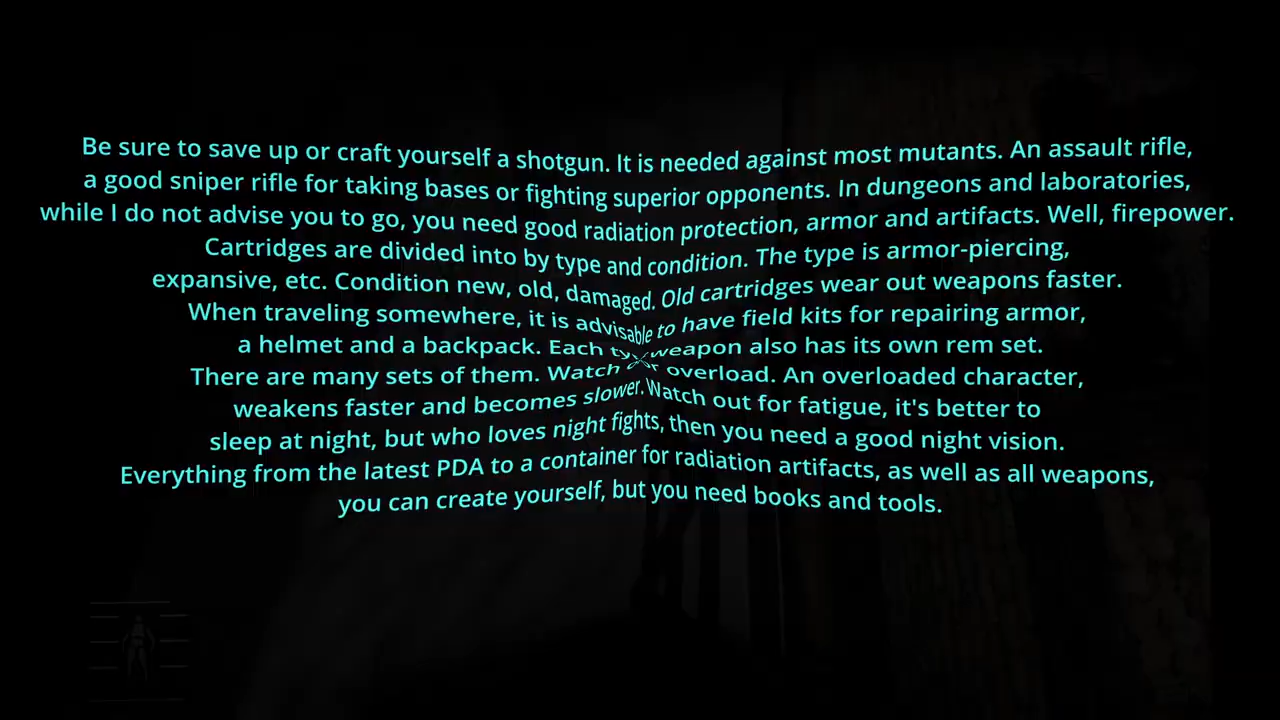 Be sure to save up or craft yourself a shotgun. It is needed against most mutants. An assault rifle,
a good sniper rifle for taking bases or fighting superior opponents. In dungeons and laboratories,
while I do not advise you to go, you need good radiation protection, armor and artifacts. Well, firepower.
Cartridges are divided into by type and condition. The type is armor-piercing,
expansive, etc. Condition new, old, damaged. Old cartridges wear out weapons faster.
When traveling somewhere, it is advisable to have field kits for repairing armor,
a helmet and a backpack. Each weapon also has its own rem set.
There are many sets of them. Watch overload. An overloaded character,
weakens faster and becomes slower. Watch out for fatigue, it's better to
sleep at night, but who loves night fights, then you need a good night vision.
Everything from the latest PDA to a container for radiation artifacts, as well as all weapons,
you can create yourself, but you need books and tools.